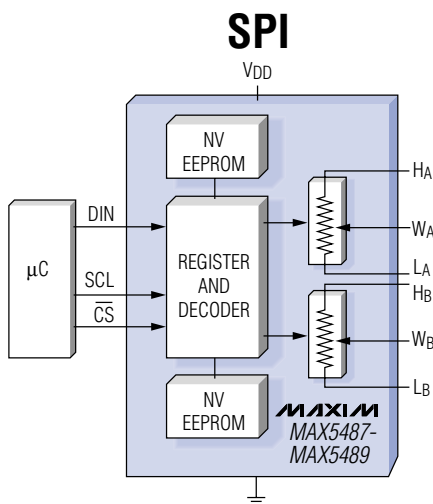 SPI
VDD
NV
EEPROM
HA
DIN
WA
µC
REGISTER
AND
DECODER
SCL
LA
HB
CS
WB
NV
EEPROM
LB
MAXIM
MAX5487-
MAX5489